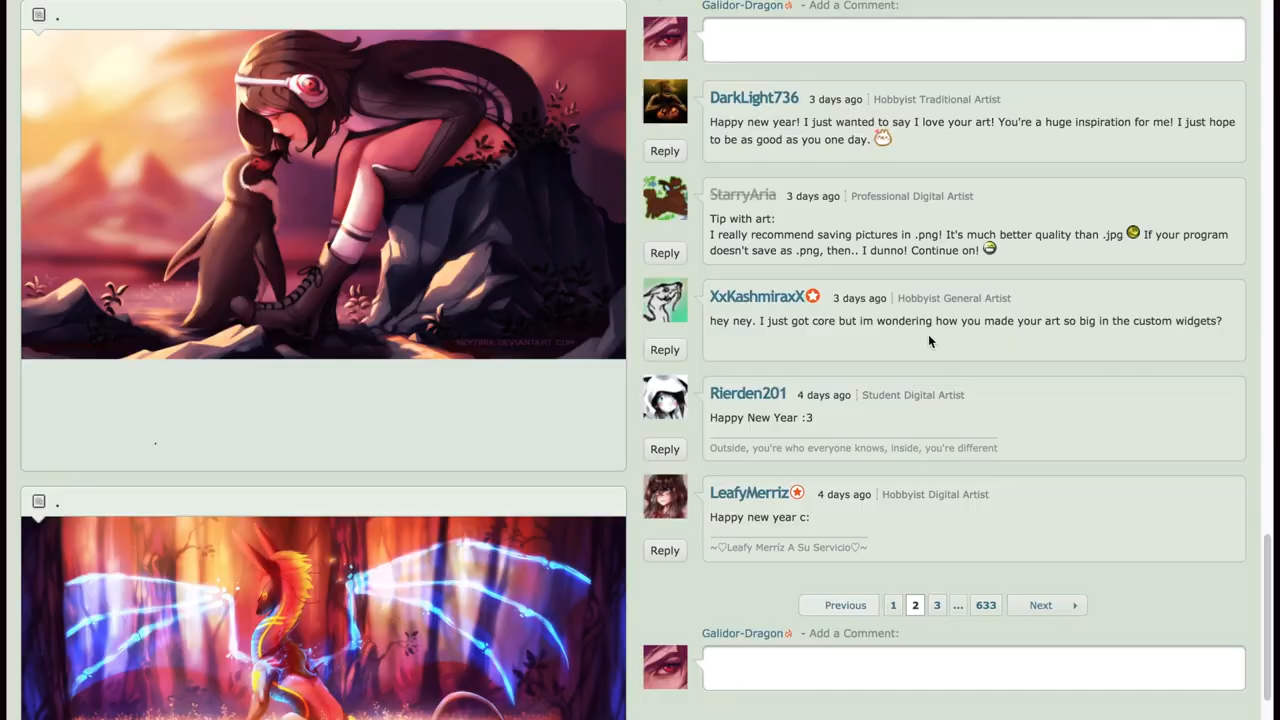 .
NEYTIRIX.DEVIANTART.COM
.
.
Galidor-Dragon - Add a Comment:
DarkLight736 3 days ago Hobbyist Traditional Artist
Happy new year! I just wanted to say I love your art! You're a huge inspiration for me! I just hope
to be as good as you one day.
Reply
StarryAria 3 days ago Professional Digital Artist
Tip with art:
I really recommend saving pictures in .png! It's much better quality than .jpg If your program
doesn't save as .png, then.. I dunno! Continue on!
Reply
XxKashmiraxX 3 days ago Hobbyist General Artist
hey ney. I just got core but im wondering how you made your art so big in the custom widgets?
Reply
Rierden201 4 days ago Student Digital Artist
Happy New Year :3
Outside, you're who everyone knows, inside, you're different
Reply
LeafyMerriz 4 days ago Hobbyist Digital Artist
Happy new year c:
~♡Leafy Merríz A Su Servicio♡~
Reply
Previous 1 2 3 ... 633 Next
Galidor-Dragon - Add a Comment: